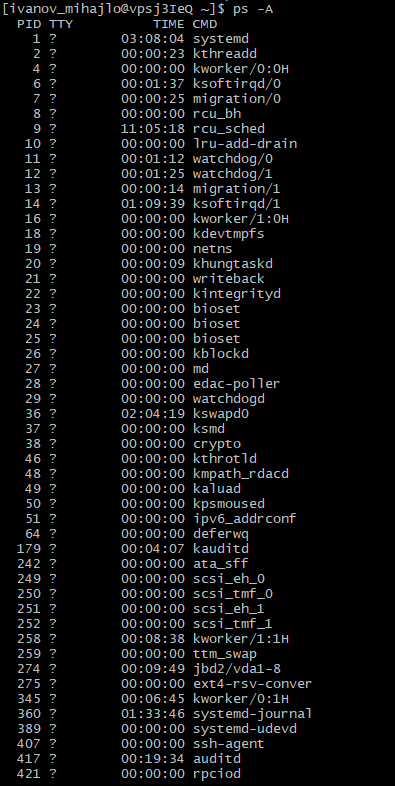 [ivanov_mihajlo@vpsj3IeQ ~]$ ps -A
  PID TTY          TIME CMD
    1 ?        03:08:04 systemd
    2 ?        00:00:23 kthreadd
    4 ?        00:00:00 kworker/0:0H
    6 ?        00:01:37 ksoftirqd/0
    7 ?        00:00:25 migration/0
    8 ?        00:00:00 rcu_bh
    9 ?        11:05:18 rcu_sched
   10 ?        00:00:00 lru-add-drain
   11 ?        00:01:12 watchdog/0
   12 ?        00:01:25 watchdog/1
   13 ?        00:00:14 migration/1
   14 ?        01:09:39 ksoftirqd/1
   16 ?        00:00:00 kworker/1:0H
   18 ?        00:00:00 kdevtmpfs
   19 ?        00:00:00 netns
   20 ?        00:00:09 khungtaskd
   21 ?        00:00:00 writeback
   22 ?        00:00:00 kintegrityd
   23 ?        00:00:00 bioset
   24 ?        00:00:00 bioset
   25 ?        00:00:00 bioset
   26 ?        00:00:00 kblockd
   27 ?        00:00:00 md
   28 ?        00:00:00 edac-poller
   29 ?        00:00:00 watchdogd
   36 ?        02:04:19 kswapd0
   37 ?        00:00:00 ksmd
   38 ?        00:00:00 crypto
   46 ?        00:00:00 kthrotld
   48 ?        00:00:00 kmpath_rdacd
   49 ?        00:00:00 kaluad
   50 ?        00:00:00 kpsmoused
   51 ?        00:00:00 ipv6_addrconf
   64 ?        00:00:00 deferwq
  179 ?        00:04:07 kauditd
  242 ?        00:00:00 ata_sff
  249 ?        00:00:00 scsi_eh_0
  250 ?        00:00:00 scsi_tmf_0
  251 ?        00:00:00 scsi_eh_1
  252 ?        00:00:00 scsi_tmf_1
  258 ?        00:08:38 kworker/1:1H
  259 ?        00:00:00 ttm_swap
  274 ?        00:09:49 jbd2/vda1-8
  275 ?        00:00:00 ext4-rsv-conver
  345 ?        00:06:45 kworker/0:1H
  360 ?        01:33:46 systemd-journal
  389 ?        00:00:00 systemd-udevd
  407 ?        00:00:00 ssh-agent
  417 ?        00:19:34 auditd
  421 ?        00:00:00 rpciod